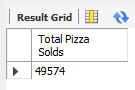 Result Grid
Total Pizza
Solds
49574